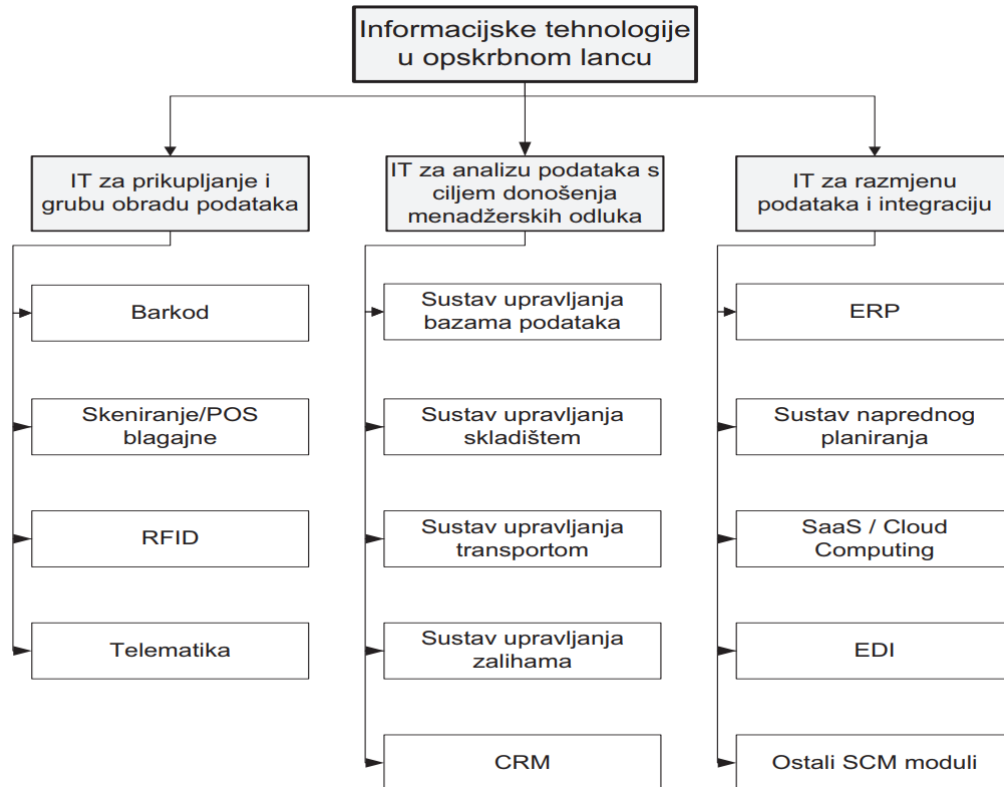 Informacijske tehnologije
u opskrbnom lancu
IT za prikupljanje i
grubu obradu podataka
Barkod
Skeniranje/POS
blagajne
RFID
Telematika
IT za analizu podataka s
ciljem donošenja
menadžerskih odluka
Sustav upravljanja
bazama podataka
Sustav upravljanja
skladištem
Sustav upravljanja
transportom
Sustav upravljanja
zalihama
CRM
IT za razmjenu
podataka i integraciju
ERP
Sustav naprednog
planiranja
SaaS / Cloud
Computing
EDI
Ostali SCM moduli